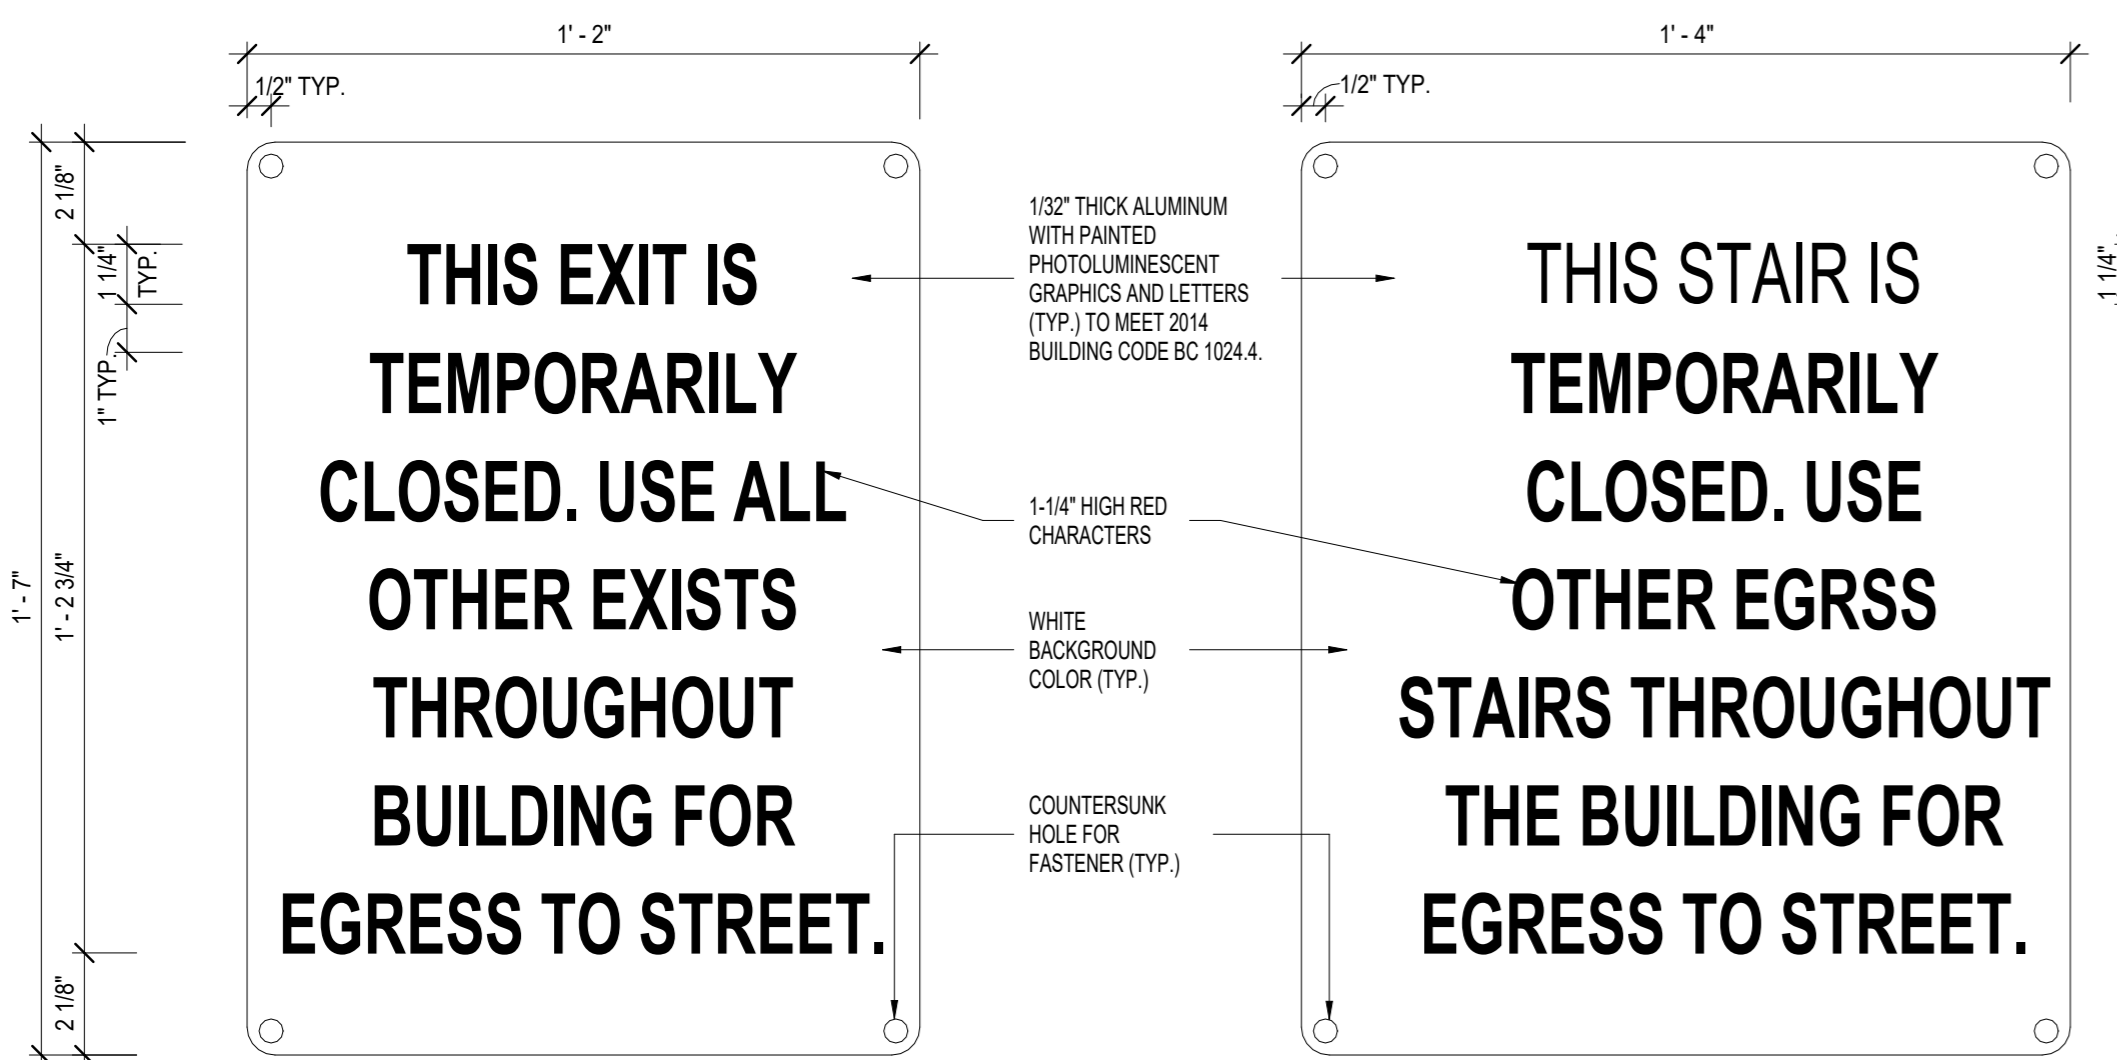 1' - 2"
1' - 4"
1/2" TYP.
1/2" TYP.
2 1/8"
1 1/4"
TYP.
1" TYP.
1' - 7"
1' - 2 3/4"
2 1/8"
THIS EXIT IS
TEMPORARILY
CLOSED. USE ALL
OTHER EXISTS
THROUGHOUT
BUILDING FOR
EGRESS TO STREET.
1/32" THICK ALUMINUM
WITH PAINTED
PHOTOLUMINESCENT
GRAPHICS AND LETTERS
(TYP.) TO MEET 2014
BUILDING CODE BC 1024.4.
1-1/4" HIGH RED
CHARACTERS
WHITE
BACKGROUND
COLOR (TYP.)
COUNTERSUNK
HOLE FOR
FASTENER (TYP.)
THIS STAIR IS
TEMPORARILY
CLOSED. USE
OTHER EGRSS
STAIRS THROUGHOUT
THE BUILDING FOR
EGRESS TO STREET.
1 1/4"